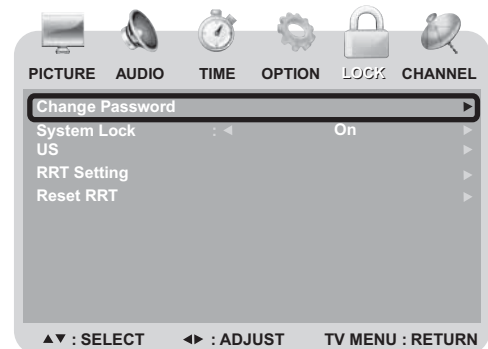 PICTURE AUDIO TIME OPTION LOCK CHANNEL
Change Password ▶
System Lock : ◀ On ▶
US ▶
RRT Setting ▶
Reset RRT ▶
▲▼ : SELECT ◀▶ : ADJUST TV MENU : RETURN